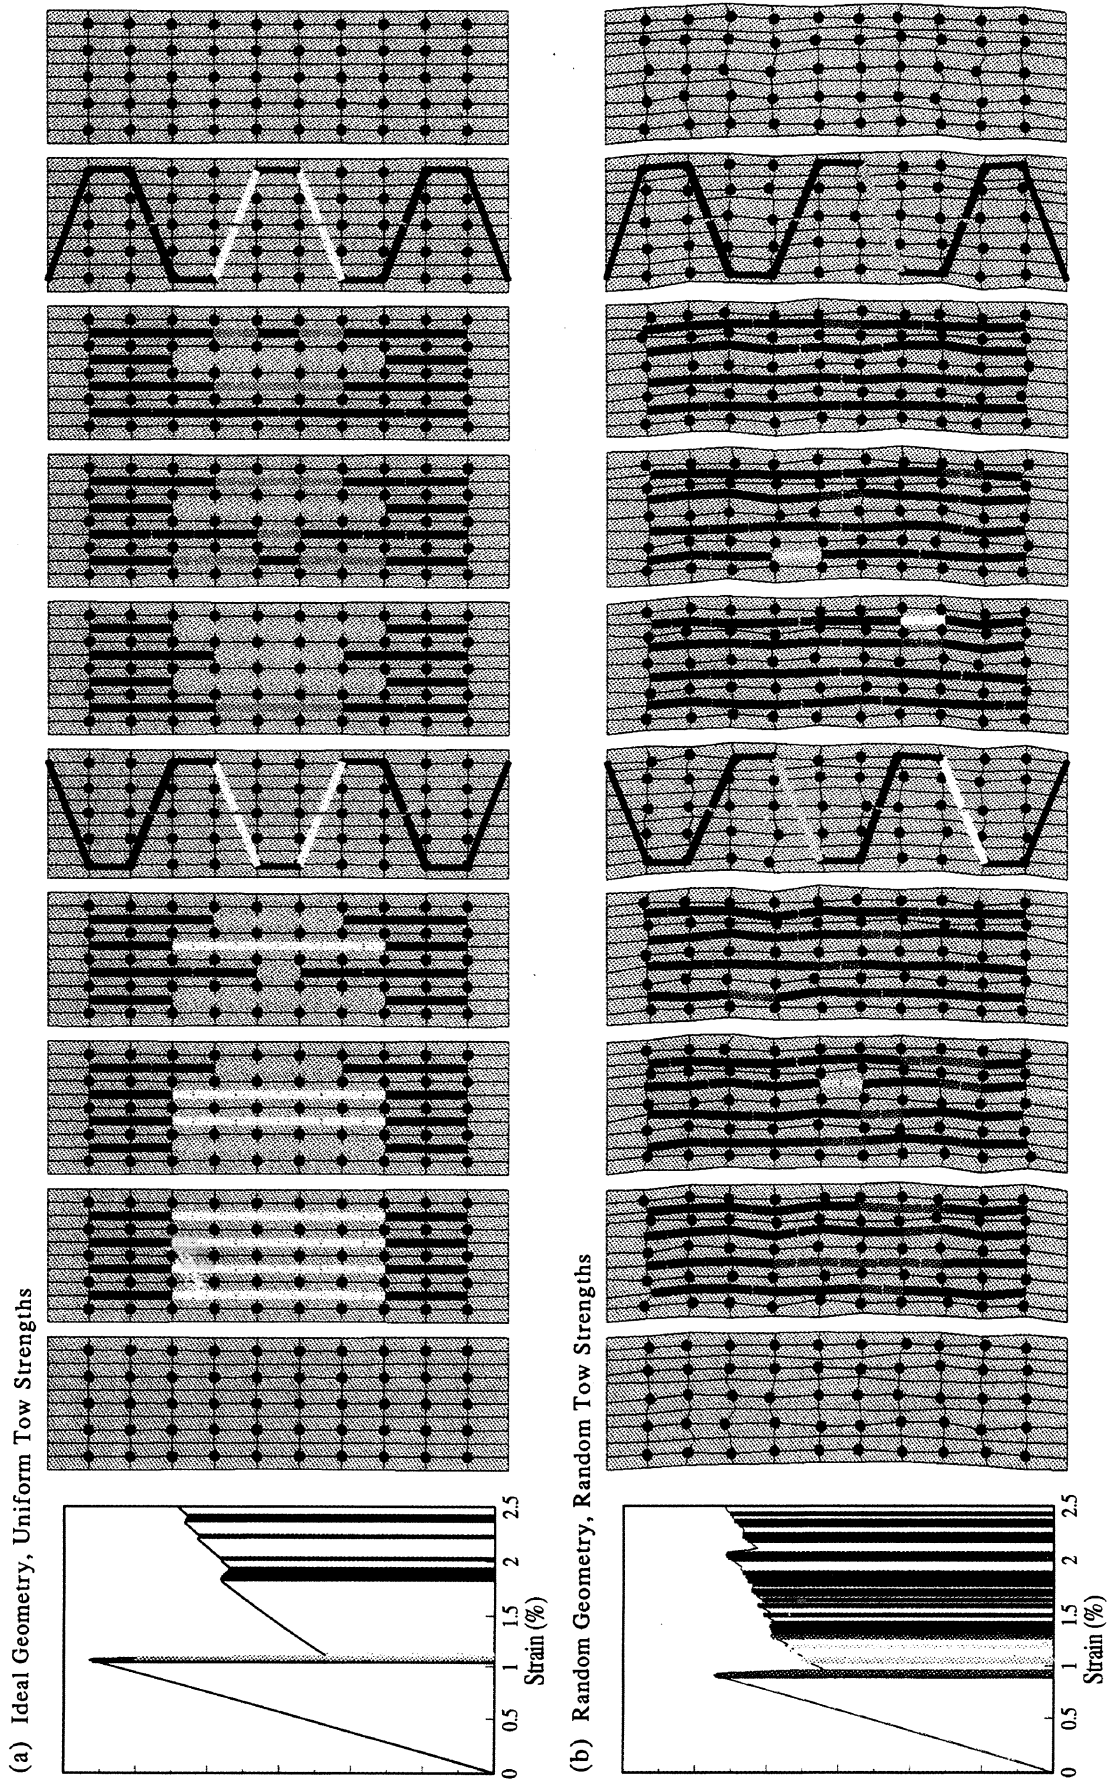 (a) Ideal Geometry, Uniform Tow Strengths
0 0.5 1 1.5 2 2.5
Strain (%)
(b) Random Geometry, Random Tow Strengths
0 0.5 1 1.5 2 2.5
Strain (%)